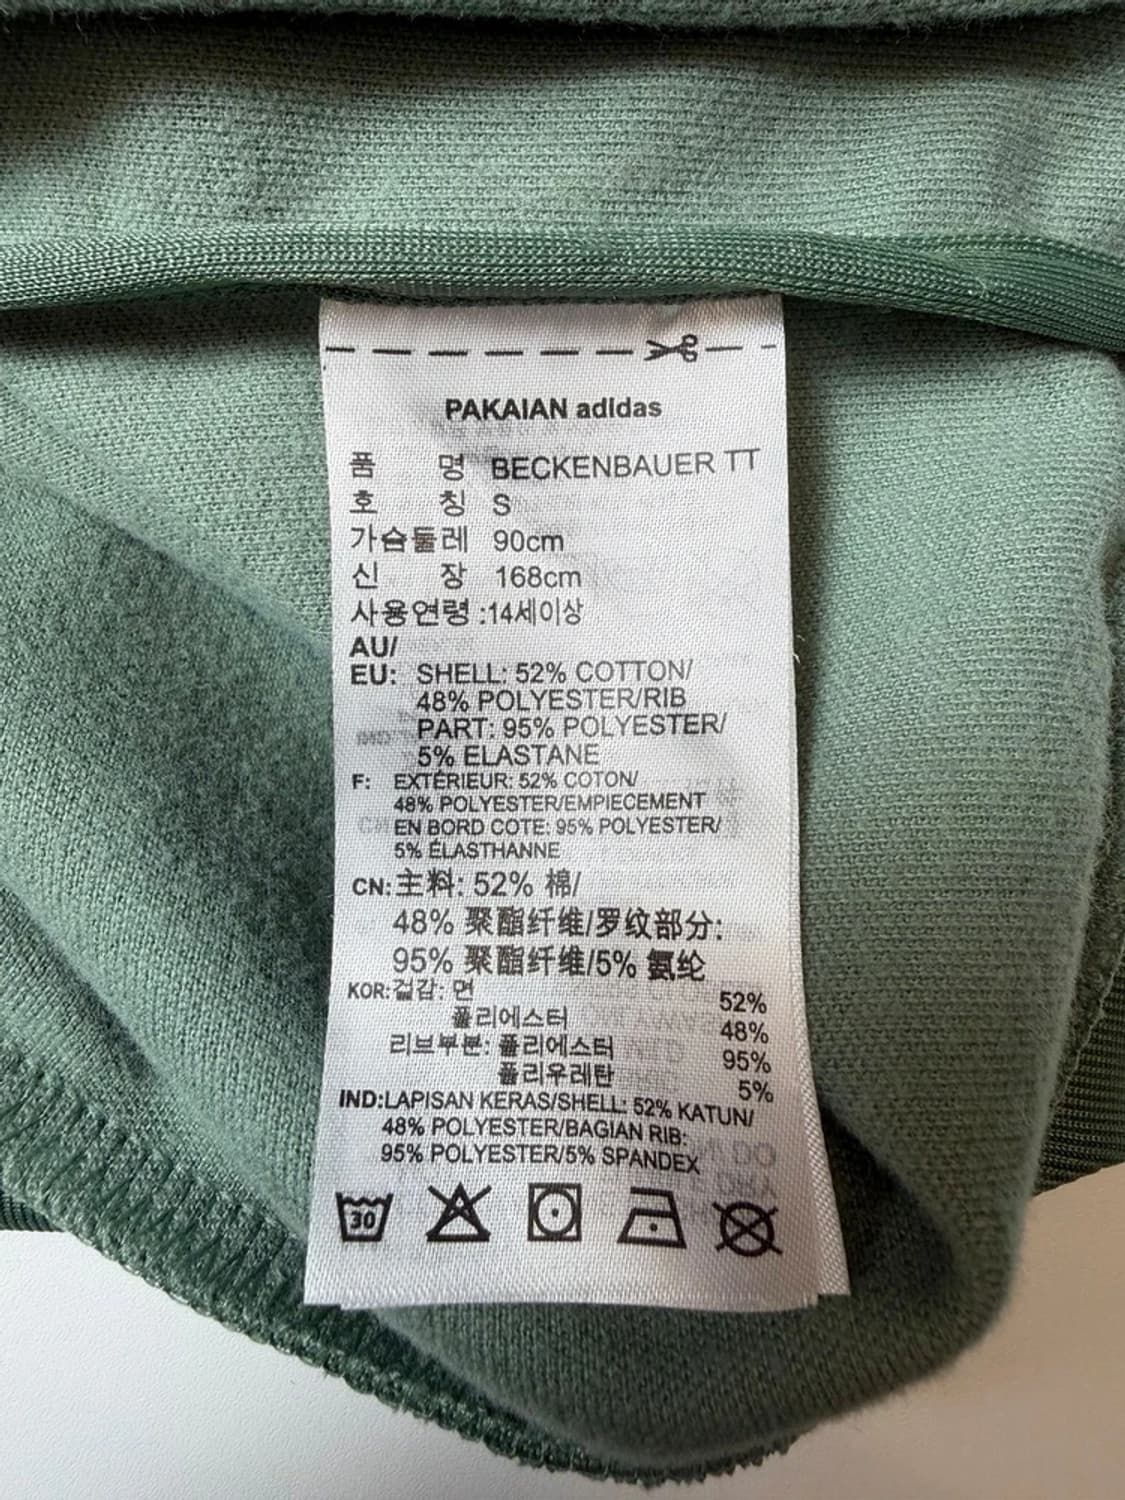 PAKAIAN adidas
품 명 BECKENBAUER TT
호 칭 S
가슴둘레 90cm
신 장 168cm
사용연령 :14세이상
AU/
EU: SHELL: 52% COTTON/
48% POLYESTER/RIB
PART: 95% POLYESTER/
5% ELASTANE
F: EXTÉRIEUR: 52% COTON/
48% POLYESTER/EMPIECEMENT
EN BORD COTE: 95% POLYESTER/
5% ÉLASTHANNE
CN: 主料: 52% 棉/
48% 聚酯纤维/罗纹部分:
95% 聚酯纤维/5% 氨纶
KOR: 겉감: 면 52%
폴리에스터 48%
리브부분: 폴리에스터 95%
폴리우레탄 5%
IND:LAPISAN KERAS/SHELL: 52% KATUN/
48% POLYESTER/BAGIAN RIB:
95% POLYESTER/5% SPANDEX
30